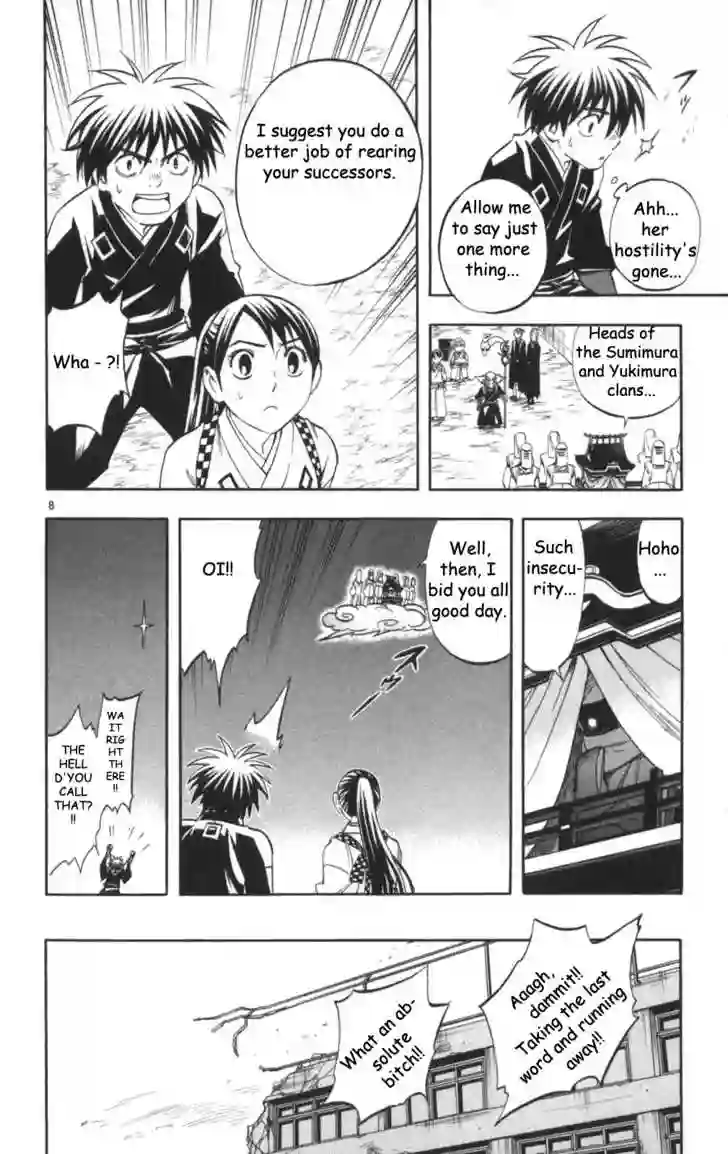 Ahh...
her
hostility's
gone...
Allow me
to say just
one more
thing...
Heads of
the Sumimura
and Yukimura
clans...
I suggest you do a
better job of rearing
your successors.
Wha - ?!
8
Hoho
...
Such
insecu-
rity...
Well,
then, I
bid you all
good day.
OI!!
WA
IT
RIG
HT
TH
ERE
!!
THE
HELL
D'YOU
CALL
THAT?
!!
Aaagh,
dammit!!
Taking the last
word and running
away!!
What an ab-
solute
bitch!!